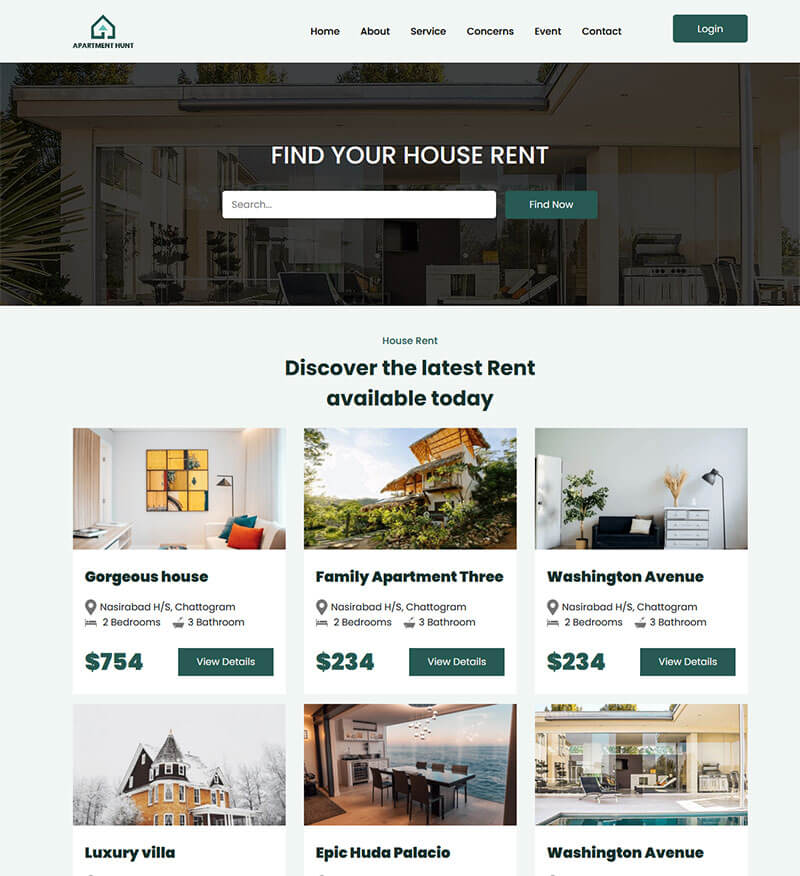 APARTMENT HUNT
Home About Service Concerns Event Contact Login
FIND YOUR HOUSE RENT
Search... Find Now
House Rent
Discover the latest Rent
available today
Gorgeous house
Nasirabad H/S, Chattogram
2 Bedrooms 3 Bathroom
$754 View Details
Family Apartment Three
Nasirabad H/S, Chattogram
2 Bedrooms 3 Bathroom
$234 View Details
Washington Avenue
Nasirabad H/S, Chattogram
2 Bedrooms 3 Bathroom
$234 View Details
Luxury villa
Epic Huda Palacio
Washington Avenue